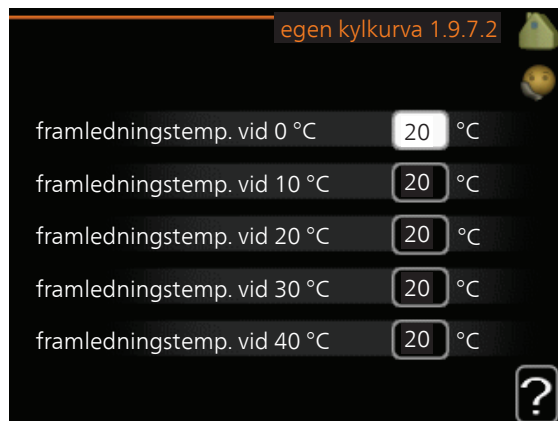 egen kylkurva 1.9.7.2
framledningstemp. vid 0 °C 20 °C
framledningstemp. vid 10 °C 20 °C
framledningstemp. vid 20 °C 20 °C
framledningstemp. vid 30 °C 20 °C
framledningstemp. vid 40 °C 20 °C
?